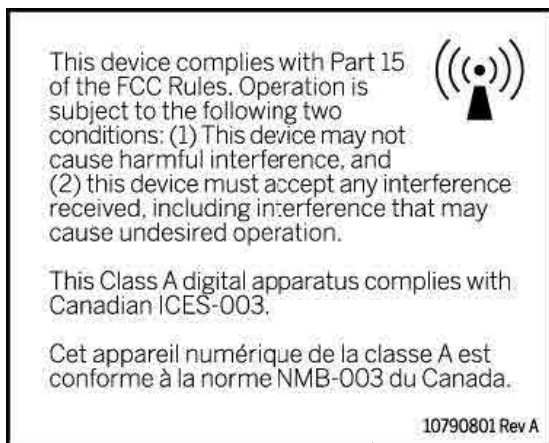 This device complies with Part 15
of the FCC Rules. Operation is
subject to the following two
conditions: (1) This device may not
cause harmful interference, and
(2) this device must accept any interference
received, including interference that may
cause undesired operation.
This Class A digital apparatus complies with
Canadian ICES-003.
Cet appareil numérique de la classe A est
conforme à la norme NMB-003 du Canada.
10790801 Rev A